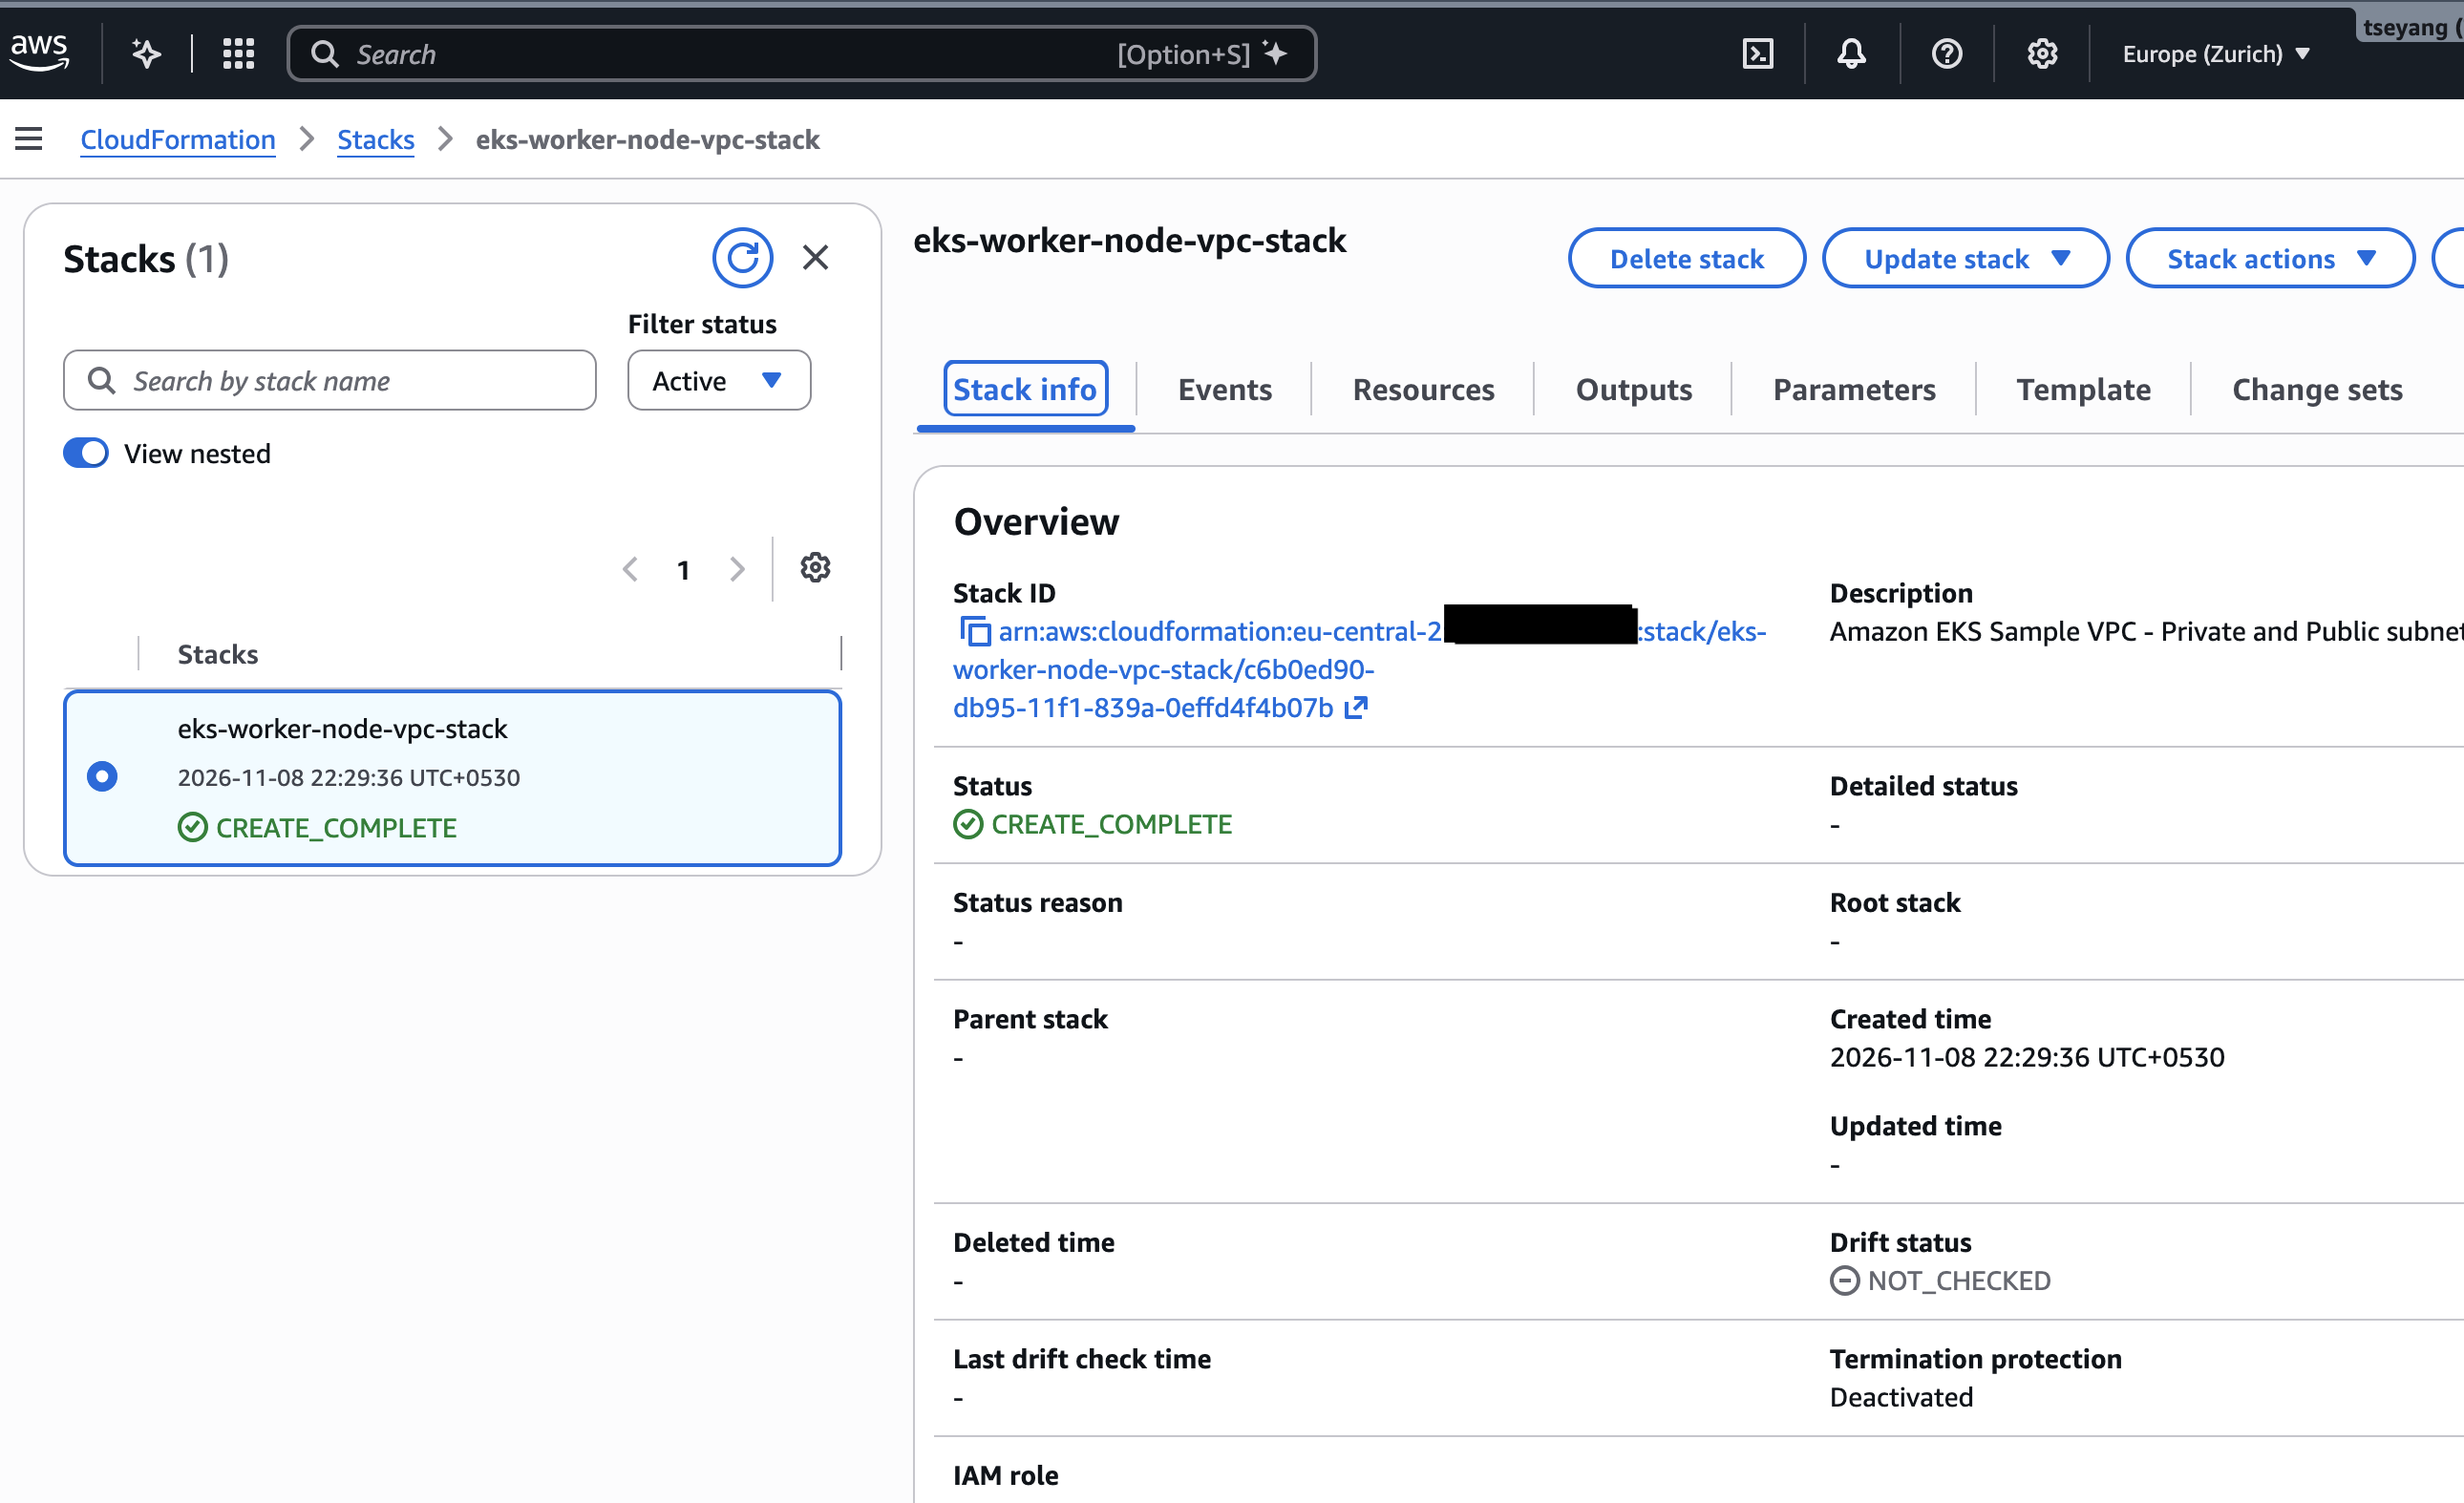 tseyang (
aws
Search
[Option+S]
Europe (Zurich)
CloudFormation
Stacks
eks-worker-node-vpc-stack
Stacks (1)
Filter status
Search by stack name
Active
View nested
1
Stacks
eks-worker-node-vpc-stack
2026-11-08 22:29:36 UTC+0530
CREATE_COMPLETE
eks-worker-node-vpc-stack
Delete stack
Update stack
Stack actions
Stack info
Events
Resources
Outputs
Parameters
Template
Change sets
Overview
Stack ID
arn:aws:cloudformation:eu-central-2 :stack/eks-
worker-node-vpc-stack/c6b0ed90-
db95-11f1-839a-0effd4f4b07b
Description
Amazon EKS Sample VPC - Private and Public subnet
Status
CREATE_COMPLETE
Detailed status
-
Status reason
-
Root stack
-
Parent stack
-
Created time
2026-11-08 22:29:36 UTC+0530
Updated time
-
Deleted time
-
Drift status
NOT_CHECKED
Last drift check time
-
Termination protection
Deactivated
IAM role